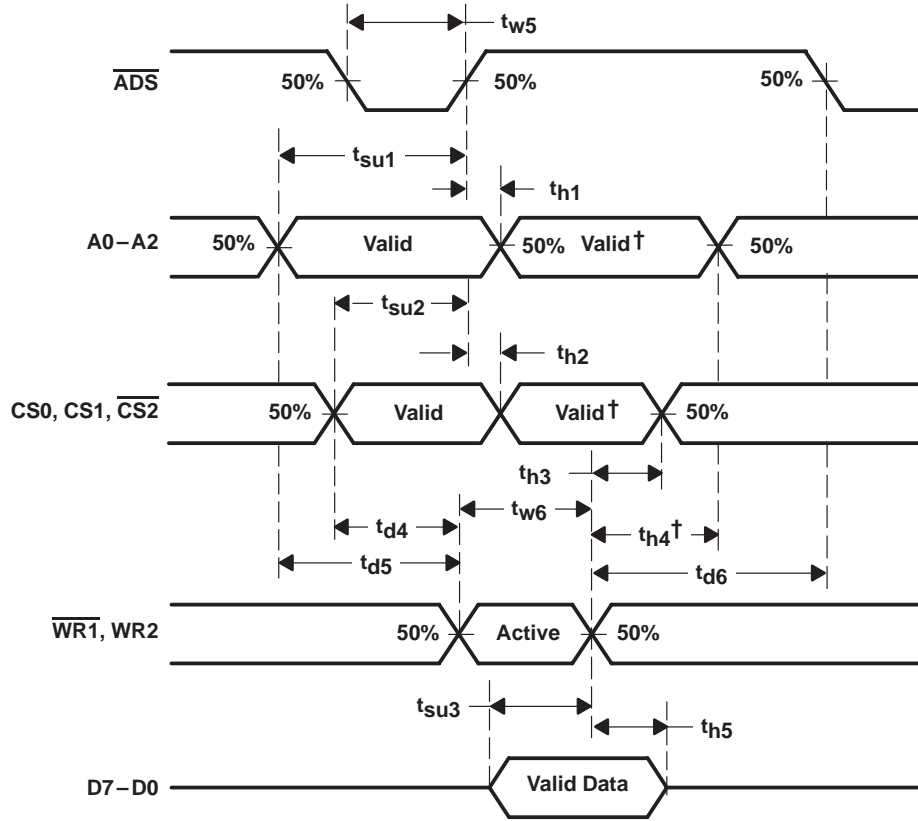 tw5
ADS 50% 50% 50%
tsu1
th1
A0–A2 50% Valid 50% Valid† 50%
tsu2
th2
CS0, CS1, CS2 50% Valid Valid† 50%
th3
tw6
td4 th4†
td5 td6
WR1, WR2 50% Active 50%
tsu3
th5
D7–D0 Valid Data